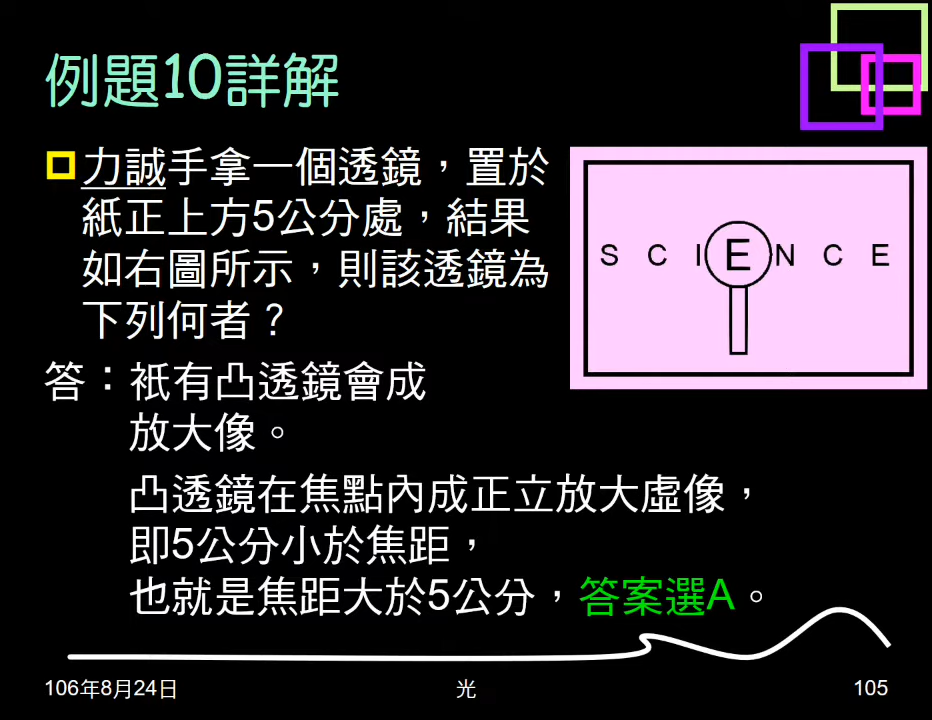 例題10詳解
力誠手拿一個透鏡，置於
紙正上方5公分處，結果
如右圖所示，則該透鏡為
下列何者？
S C I E N C E
答：祇有凸透鏡會成
放大像。
凸透鏡在焦點內成正立放大虛像，
即5公分小於焦距，
也就是焦距大於5公分，答案選A。
106年8月24日
光
105